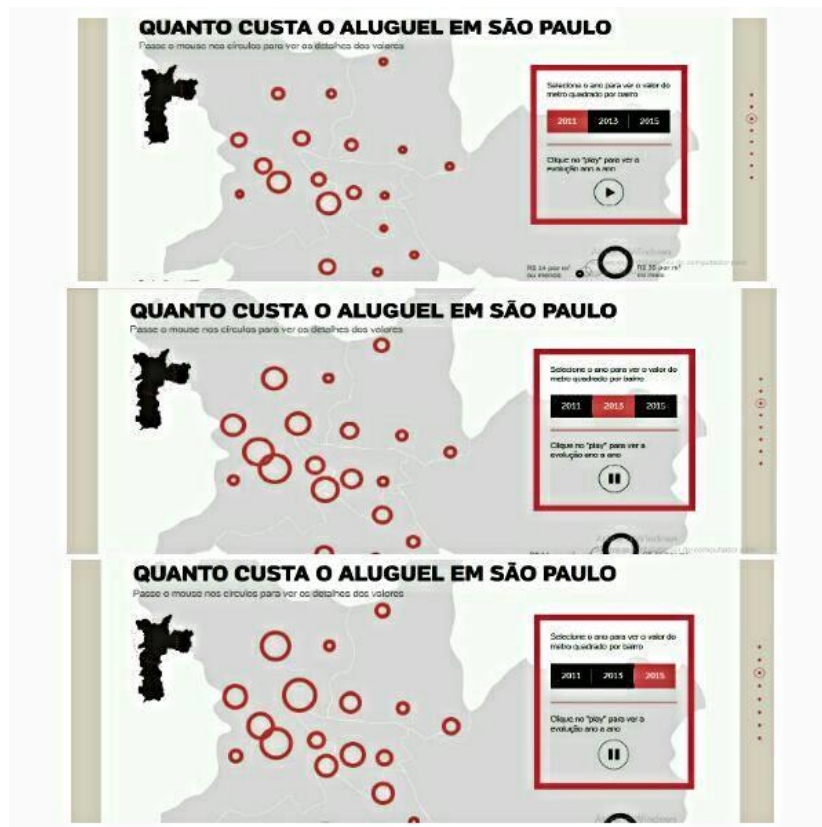 QUANTO CUSTA O ALUGUEL EM SÃO PAULO
Passe o mouse nos círculos para ver os detalhes dos valores
Selecione o ano para ver o valor do
metro quadrado por bairro
2011 2013 2015
Clique no "play" para ver a
evolução ano a ano
R$ 14 por m²
ou menos
R$ 35 por m²
ou mais
QUANTO CUSTA O ALUGUEL EM SÃO PAULO
Passe o mouse nos círculos para ver os detalhes dos valores
Selecione o ano para ver o valor do
metro quadrado por bairro
2011 2013 2015
Clique no "play" para ver a
evolução ano a ano
QUANTO CUSTA O ALUGUEL EM SÃO PAULO
Passe o mouse nos círculos para ver os detalhes dos valores
Selecione o ano para ver o valor do
metro quadrado por bairro
2011 2013 2015
Clique no "play" para ver a
evolução ano a ano